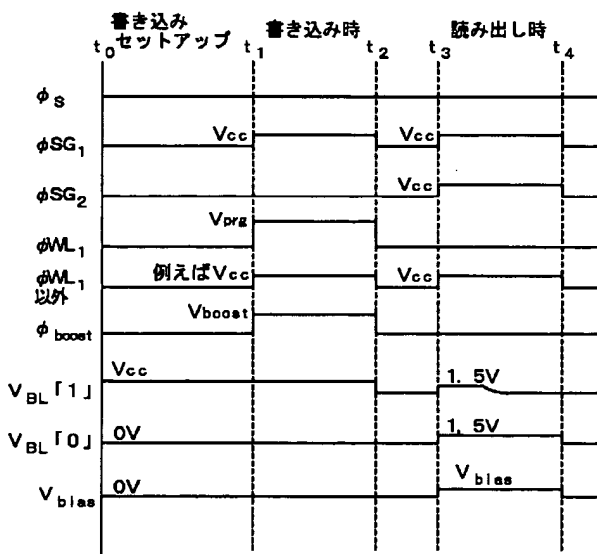 書き込み
セットアップ 書き込み時 読み出し時
t0 t1 t2 t3 t4
φS
φSG1 Vcc Vcc
φSG2 Vcc
φWL1 Vprg
φWL1 例えばVcc Vcc
以外
φboost Vboost
VBL「1」 Vcc 1.5V
VBL「0」 0V 1.5V
Vbias 0V Vbias